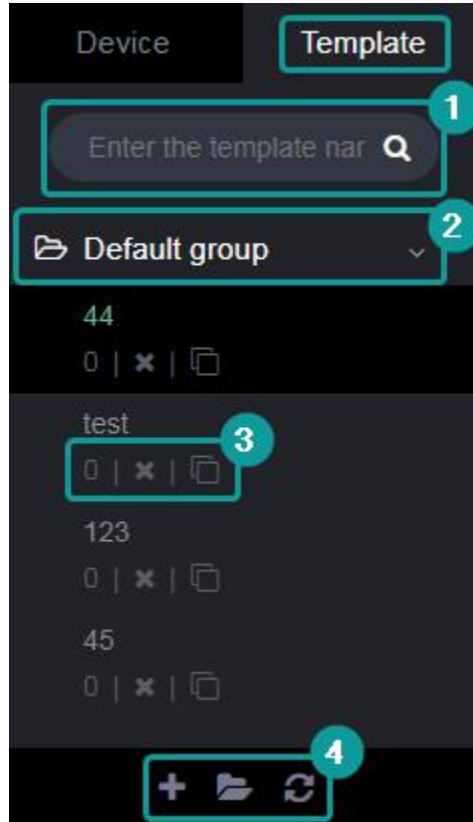 Device Template
1
Enter the template nar
2
Default group
44
0 | |
test
3
0 | |
123
0 | |
45
0 | |
4